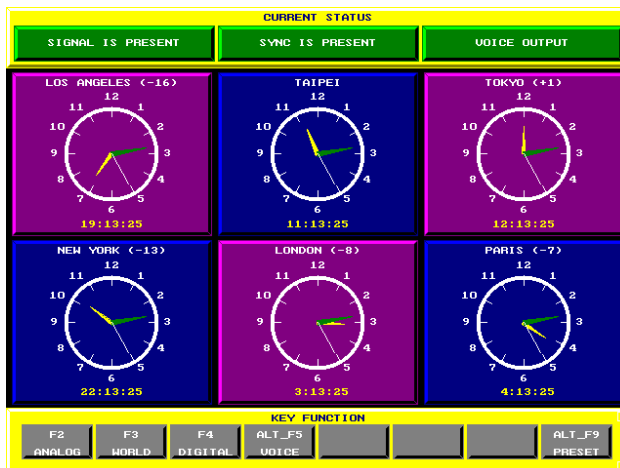 CURRENT STATUS
SIGNAL IS PRESENT
SYNC IS PRESENT
VOICE OUTPUT
LOS ANGELES (-16)
12
11 1
10 2
9 3
8 4
7 5
6
19:13:25
TAIPEI
12
11 1
10 2
9 3
8 4
7 5
6
11:13:25
TOKYO (+1)
12
11 1
10 2
9 3
8 4
7 5
6
12:13:25
NEW YORK (-13)
12
11 1
10 2
9 3
8 4
7 5
6
22:13:25
LONDON (-8)
12
11 1
10 2
9 3
8 4
7 5
6
3:13:25
PARIS (-7)
12
11 1
10 2
9 3
8 4
7 5
6
4:13:25
KEY FUNCTION
F2
ANALOG
F3
WORLD
F4
DIGITAL
ALT_F5
VOICE
ALT_F9
PRESET